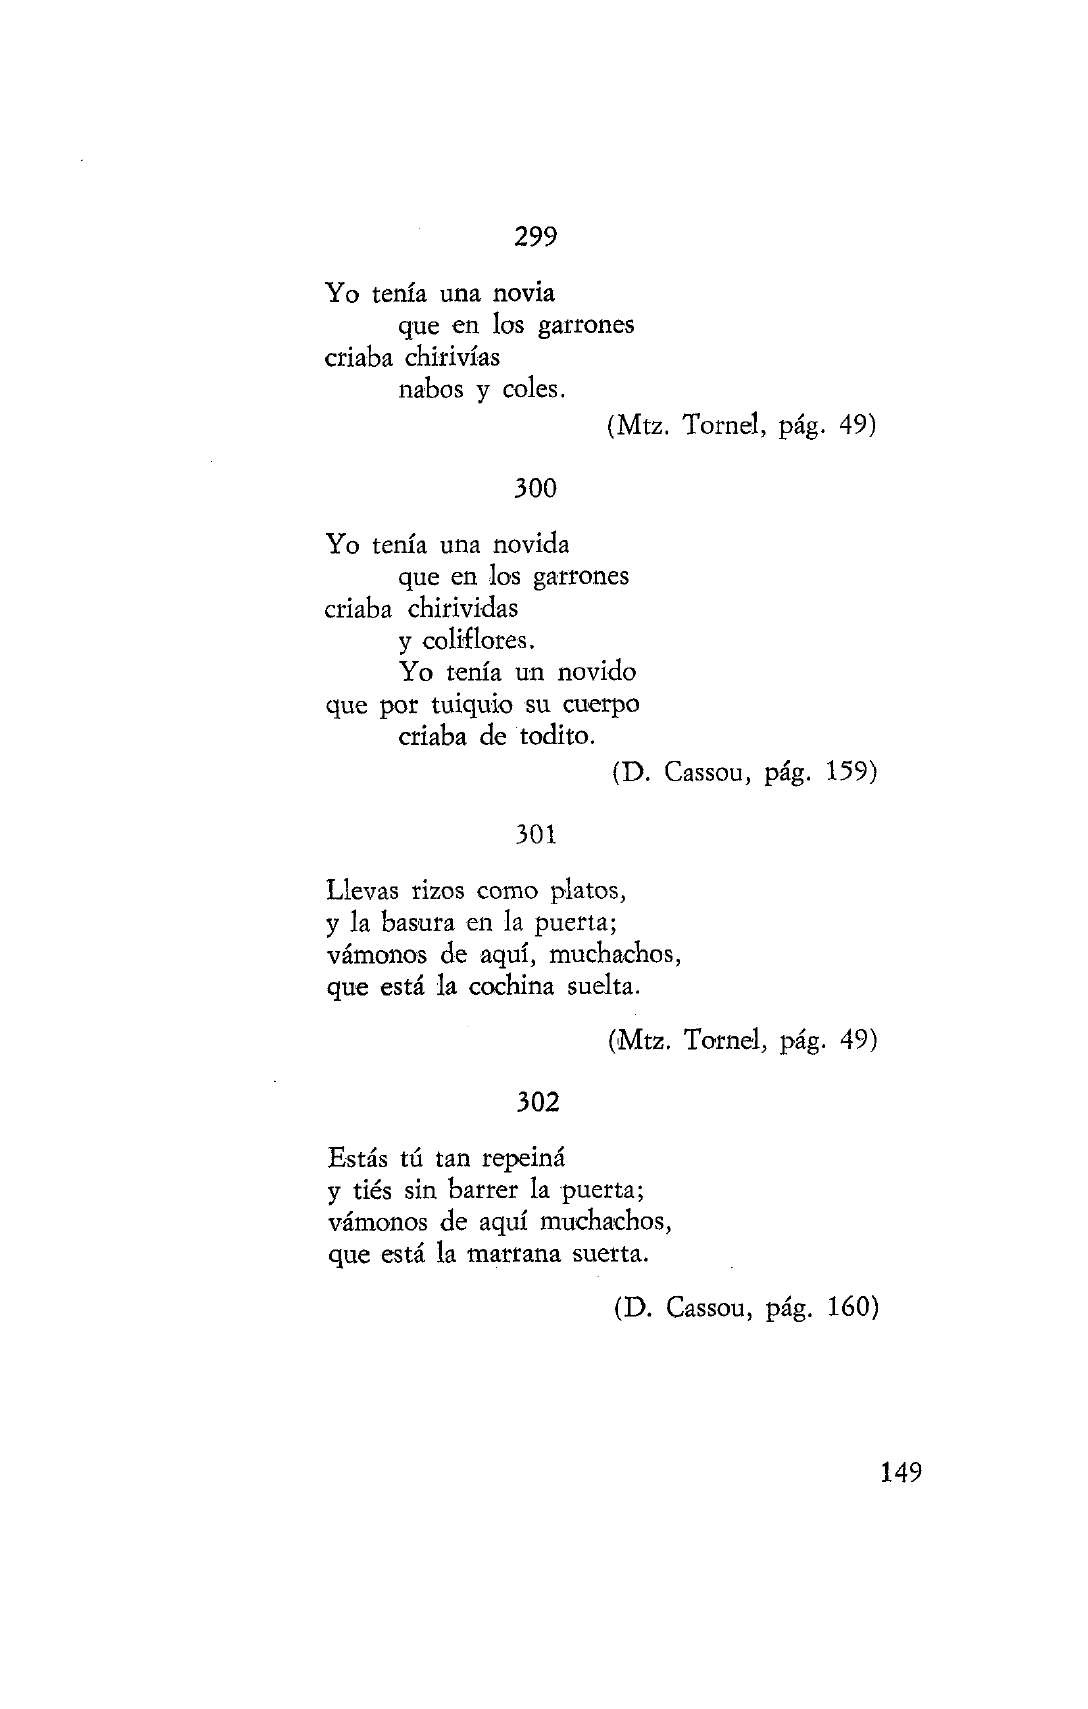 299
Yo tenía una novia
que en los garrones
criaba chirivías
nabos y coles.
(Mtz. Tornel, pág. 49)
300
Yo tenía una novida
que en los garrones
criaba chirividas
y coliflores.
Yo tenía un novido
que por tuiquio su cuerpo
criaba de todito.
(D. Cassou, pág. 159)
301
Llevas rizos como platos,
y la basura en la puerta;
vámonos de aquí, muchachos,
que está la cochina suelta.
(Mtz. Tornel, pág. 49)
302
Estás tú tan repeiná
y tiés sin barrer la puerta;
vámonos de aquí muchachos,
que está la marrana suerta.
(D. Cassou, pág. 160)
149